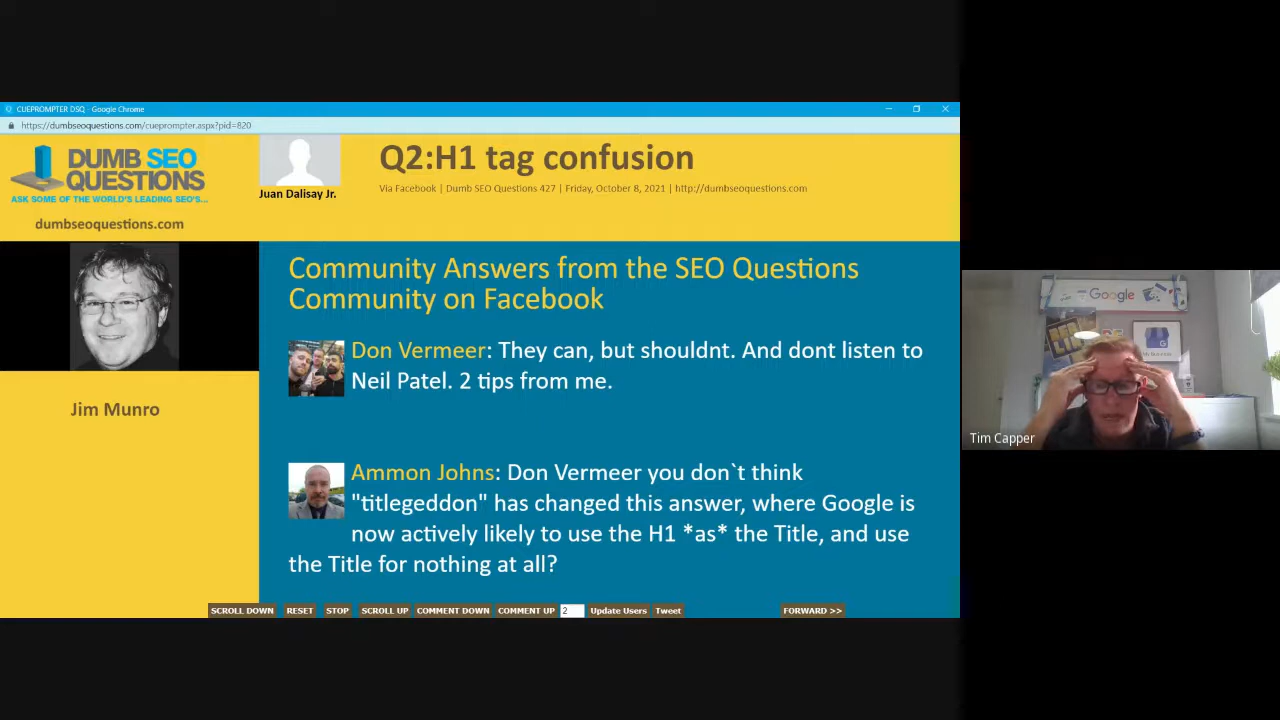 CUEPROMPTER DSQ - Google Chrome
https://dumbseoquestions.com/cueprompter.aspx?pid=820
DUMB SEO
QUESTIONS
ASK SOME OF THE WORLD'S LEADING SEO'S...
dumbseoquestions.com
Juan Dalisay Jr.
Q2:H1 tag confusion
Via Facebook | Dumb SEO Questions 427 | Friday, October 8, 2021 | http://dumbseoquestions.com
Jim Munro
Community Answers from the SEO Questions
Community on Facebook
Don Vermeer: They can, but shouldnt. And dont listen to
Neil Patel. 2 tips from me.
Ammon Johns: Don Vermeer you don`t think
"titlegeddon" has changed this answer, where Google is
now actively likely to use the H1 *as* the Title, and use
the Title for nothing at all?
SCROLL DOWN RESET STOP SCROLL UP COMMENT DOWN COMMENT UP 2 Update Users Tweet FORWARD >>
Google
Tim Capper